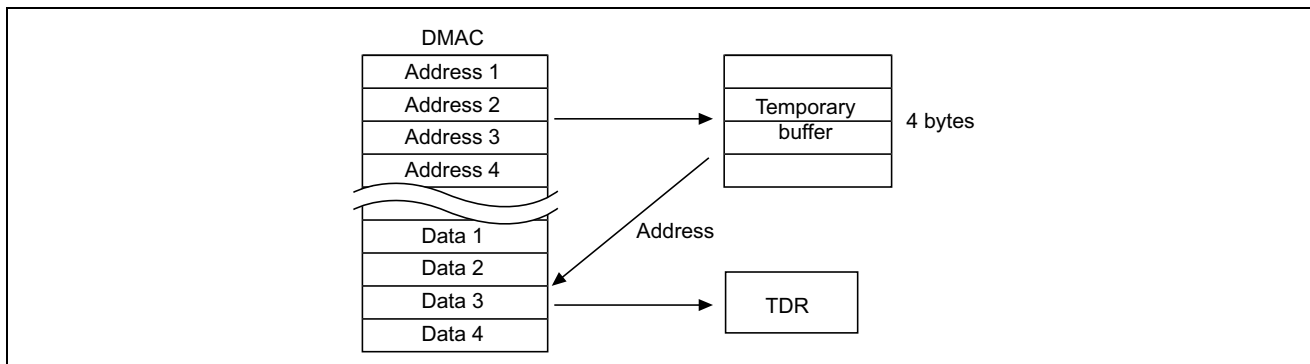 DMAC
Address 1
Address 2
Address 3
Address 4
Data 1
Data 2
Data 3
Data 4
Temporary
buffer
4 bytes
Address
TDR